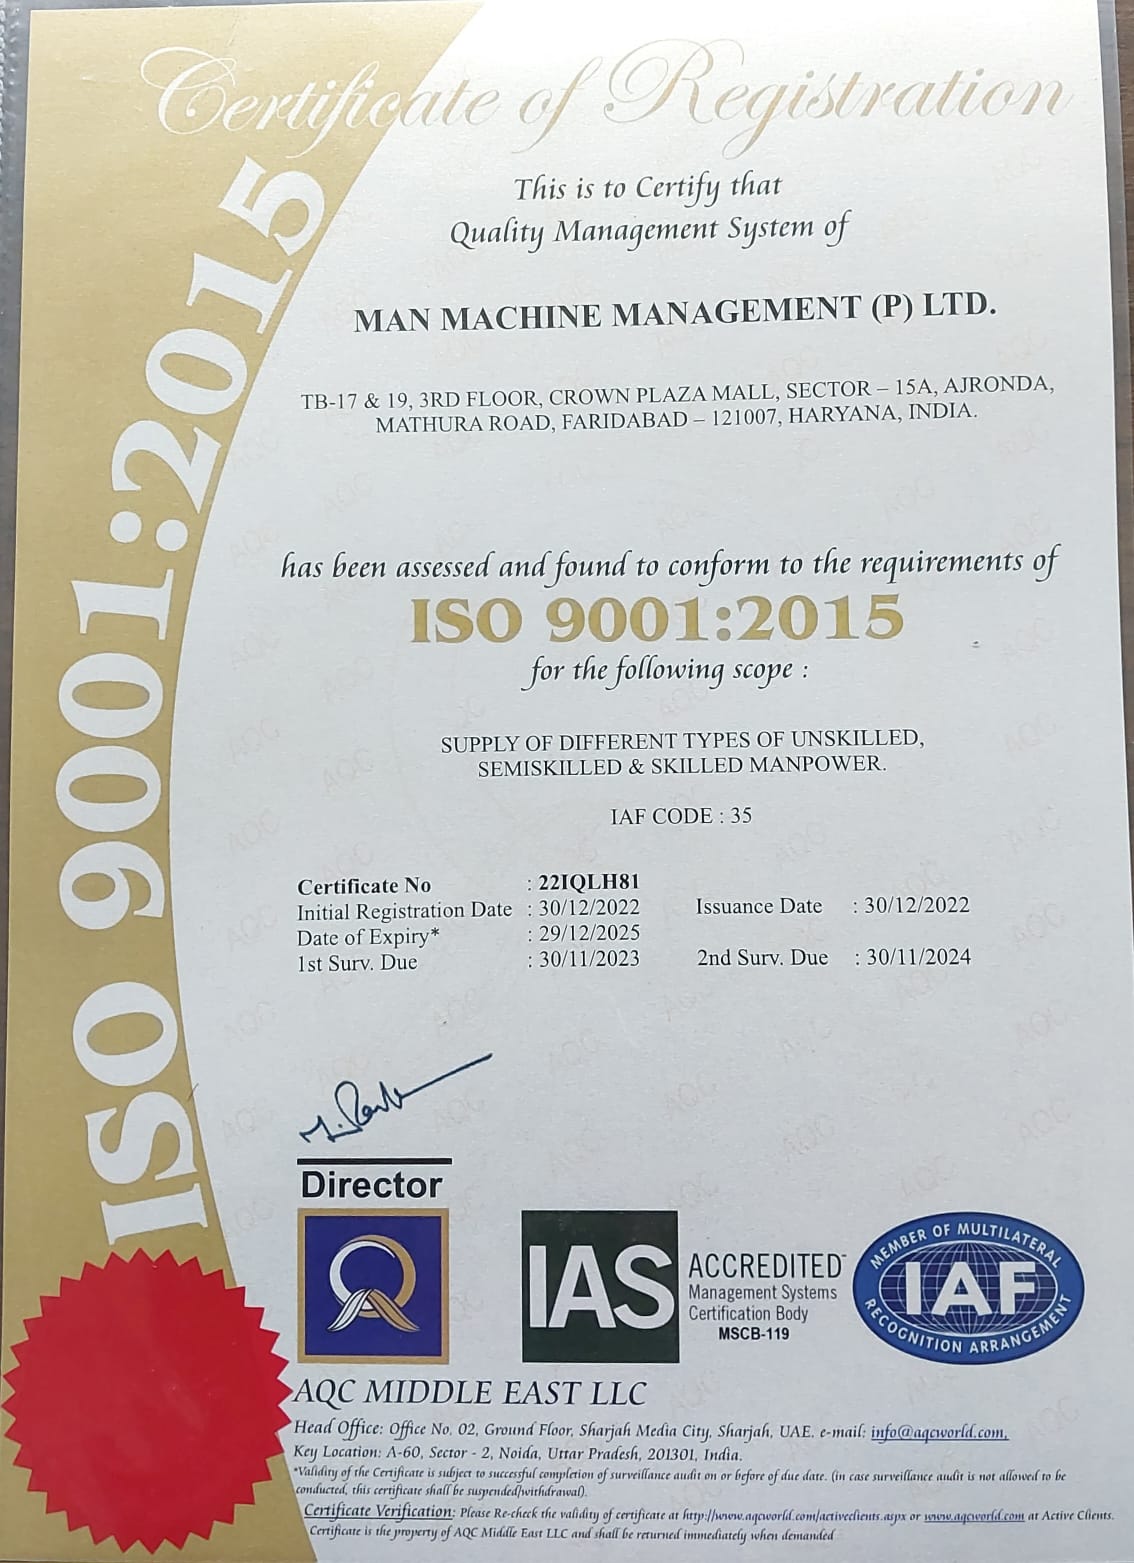 Certificate of Registration
This is to Certify that
Quality Management System of
MAN MACHINE MANAGEMENT (P) LTD.
TB-17 & 19, 3RD FLOOR, CROWN PLAZA MALL, SECTOR – 15A, AJRONDA,
MATHURA ROAD, FARIDABAD – 121007, HARYANA, INDIA.
has been assessed and found to conform to the requirements of
ISO 9001:2015
for the following scope :
SUPPLY OF DIFFERENT TYPES OF UNSKILLED,
SEMISKILLED & SKILLED MANPOWER.
IAF CODE : 35
Certificate No : 22IQLH81
Initial Registration Date : 30/12/2022 Issuance Date : 30/12/2022
Date of Expiry* : 29/12/2025
1st Surv. Due : 30/11/2023 2nd Surv. Due : 30/11/2024
Director
ISO 9001:2015
IAS ACCREDITED™
Management Systems
Certification Body
MSCB-119
MEMBER OF MULTILATERAL
IAF
RECOGNITION ARRANGEMENT
AQC MIDDLE EAST LLC
Head Office: Office No. 02, Ground Floor, Sharjah Media City, Sharjah, UAE. e-mail: info@aqcworld.com,
Key Location: A-60, Sector - 2, Noida, Uttar Pradesh, 201301, India.
*Validity of the Certificate is subject to successful completion of surveillance audit on or before of due date. (in case surveillance audit is not allowed to be
conducted, this certificate shall be suspended/withdrawal).
Certificate Verification: Please Re-check the validity of certificate at http://www.aqcworld.com/activeclients.aspx or www.aqcworld.com at Active Clients.
Certificate is the property of AQC Middle East LLC and shall be returned immediately when demanded